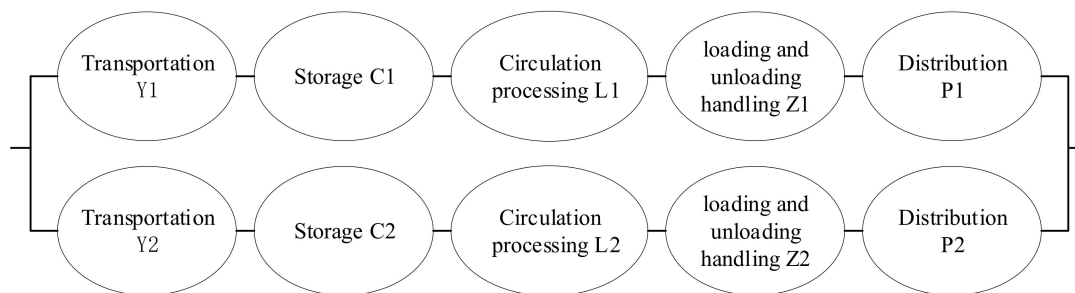 Transportation
Y1
Storage C1
Circulation
processing L1
loading and
unloading
handling Z1
Distribution
P1
Transportation
Y2
Storage C2
Circulation
processing L2
loading and
unloading
handling Z2
Distribution
P2